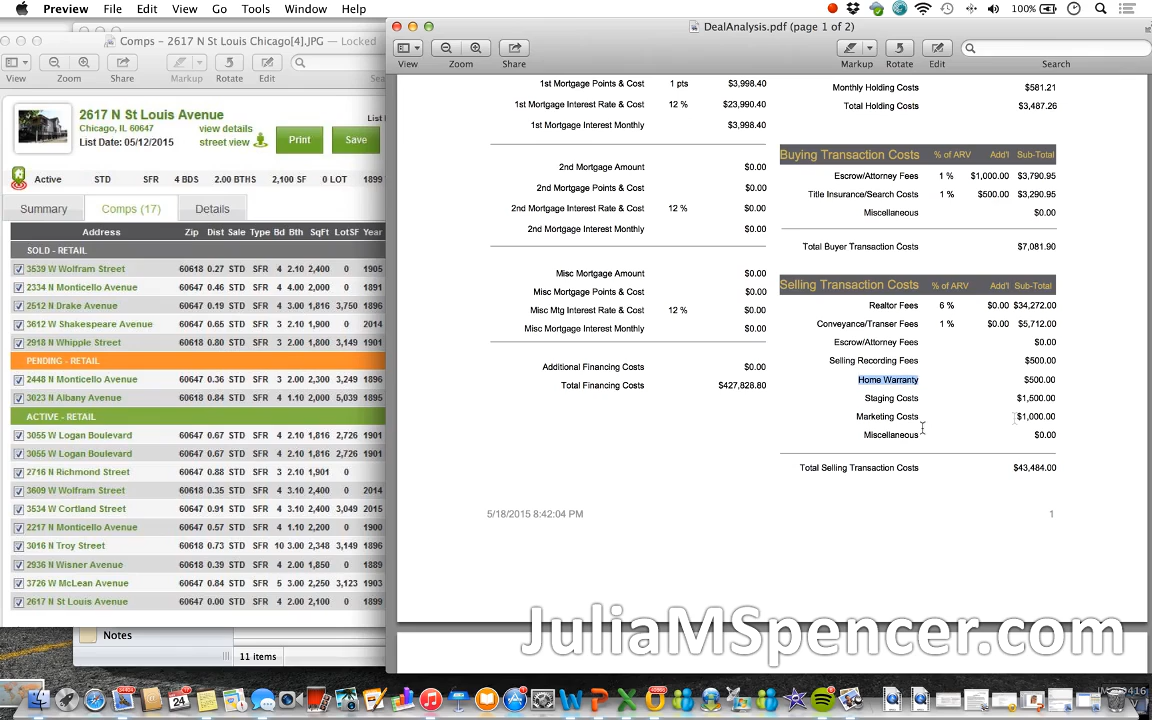 Preview File Edit View Go Tools Window Help 100%
Comps - 2617 N St Louis Chicago[4].JPG — Locked
View Zoom Share Markup Rotate Edit
2617 N St Louis Avenue
Chicago, IL 60647
List Date: 05/12/2015
view details
street view
Print Save
Active STD SFR 4 BDS 2.00 BTHS 2,100 SF 0 LOT 1899
Summary Comps (17) Details
Address Zip Dist Sale Type Bd Bth SqFt LotSF Year
SOLD - RETAIL
3539 W Wolfram Street 60618 0.27 STD SFR 4 2.10 2,400 0 1905
2334 N Monticello Avenue 60647 0.46 STD SFR 4 4.00 2,000 0 1891
2512 N Drake Avenue 60647 0.19 STD SFR 4 3.00 1,816 3,750 1896
3612 W Shakespeare Avenue 60647 0.65 STD SFR 3 2.10 1,900 0 2014
2918 N Whipple Street 60618 0.80 STD SFR 3 2.00 1,800 3,149 1901
PENDING - RETAIL
2448 N Monticello Avenue 60647 0.36 STD SFR 3 2.00 2,300 3,249 1896
3023 N Albany Avenue 60618 0.84 STD SFR 4 2.10 2,000 5,039 1895
ACTIVE - RETAIL
3055 W Logan Boulevard 60647 0.67 STD SFR 4 2.10 1,816 2,726 1901
3055 W Logan Boulevard 60647 0.67 STD SFR 4 2.10 1,816 2,726 1901
2716 N Richmond Street 60647 0.88 STD SFR 3 2.10 1,901 0
3609 W Wolfram Street 60618 0.35 STD SFR 4 3.10 2,400 0 2014
3534 W Cortland Street 60647 0.91 STD SFR 4 3.10 2,400 3,049 2015
2217 N Monticello Avenue 60647 0.57 STD SFR 4 1.10 2,200 0 1900
3016 N Troy Street 60618 0.73 STD SFR 10 3.00 2,348 3,149 1896
2936 N Wisner Avenue 60618 0.39 STD SFR 4 2.00 1,850 0 1889
3726 W McLean Avenue 60647 0.84 STD SFR 5 3.00 2,250 3,123 1903
2617 N St Louis Avenue 60647 0.00 STD SFR 4 2.00 2,100 0 1899
Notes
11 items
DealAnalysis.pdf (page 1 of 2)
View Zoom Share Markup Rotate Edit Search
1st Mortgage Points & Cost 1 pts $3,998.40
1st Mortgage Interest Rate & Cost 12 % $23,990.40
1st Mortgage Interest Monthly $3,998.40
2nd Mortgage Amount $0.00
2nd Mortgage Points & Cost $0.00
2nd Mortgage Interest Rate & Cost 12 % $0.00
2nd Mortgage Interest Monthly $0.00
Misc Mortgage Amount $0.00
Misc Mortgage Points & Cost $0.00
Misc Mtg Interest Rate & Cost 12 % $0.00
Misc Mortgage Interest Monthly $0.00
Additional Financing Costs $0.00
Total Financing Costs $427,828.80
Monthly Holding Costs $581.21
Total Holding Costs $3,487.26
Buying Transaction Costs % of ARV Add'l Sub-Total
Escrow/Attorney Fees 1 % $1,000.00 $3,790.95
Title Insurance/Search Costs 1 % $500.00 $3,290.95
Miscellaneous $0.00
Total Buyer Transaction Costs $7,081.90
Selling Transaction Costs % of ARV Add'l Sub-Total
Realtor Fees 6 % $0.00 $34,272.00
Conveyance/Transer Fees 1 % $0.00 $5,712.00
Escrow/Attorney Fees $0.00
Selling Recording Fees $500.00
Home Warranty $500.00
Staging Costs $1,500.00
Marketing Costs $1,000.00
Miscellaneous $0.00
Total Selling Transaction Costs $43,484.00
5/18/2015 8:42:04 PM 1
JuliaMSpencer.com